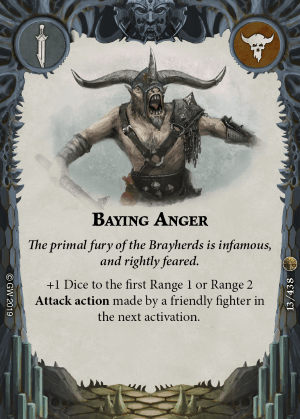 Baying Anger
The primal fury of the Brayherds is infamous,
and rightly feared.
+1 Dice to the first Range 1 or Range 2
Attack action made by a friendly fighter in
the next activation.
© GW 2019
13/438